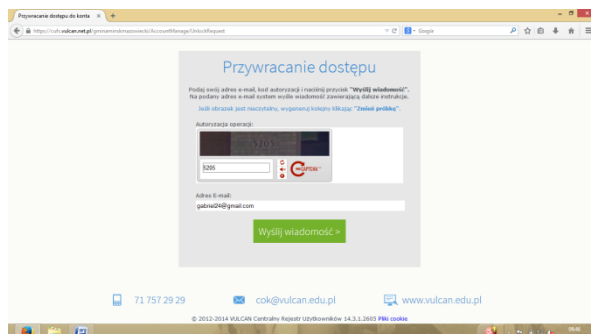 Przywracanie dostępu do konta
https://cufs.vulcan.net.pl/gminaminskmazowiecki/AccountManage/UnlockRequest
Google
Przywracanie dostępu
Podaj swój adres e-mail, kod autoryzacji i naciśnij przycisk "Wyślij wiadomość".
Na podany adres e-mail system wyśle wiadomość zawierającą dalsze instrukcje.
Jeśli obrazek jest nieczytelny, wygeneruj kolejny klikając "Zmień próbkę".
Autoryzacja operacji:
5205
5205
reCAPTCHA™
Adres E-mail:
gabriel24@gmail.com
Wyślij wiadomość >
71 757 29 29
cok@vulcan.edu.pl
www.vulcan.edu.pl
© 2012-2014 VULCAN Centralny Rejestr Użytkowników 14.3.1.2603 Pliki cookie